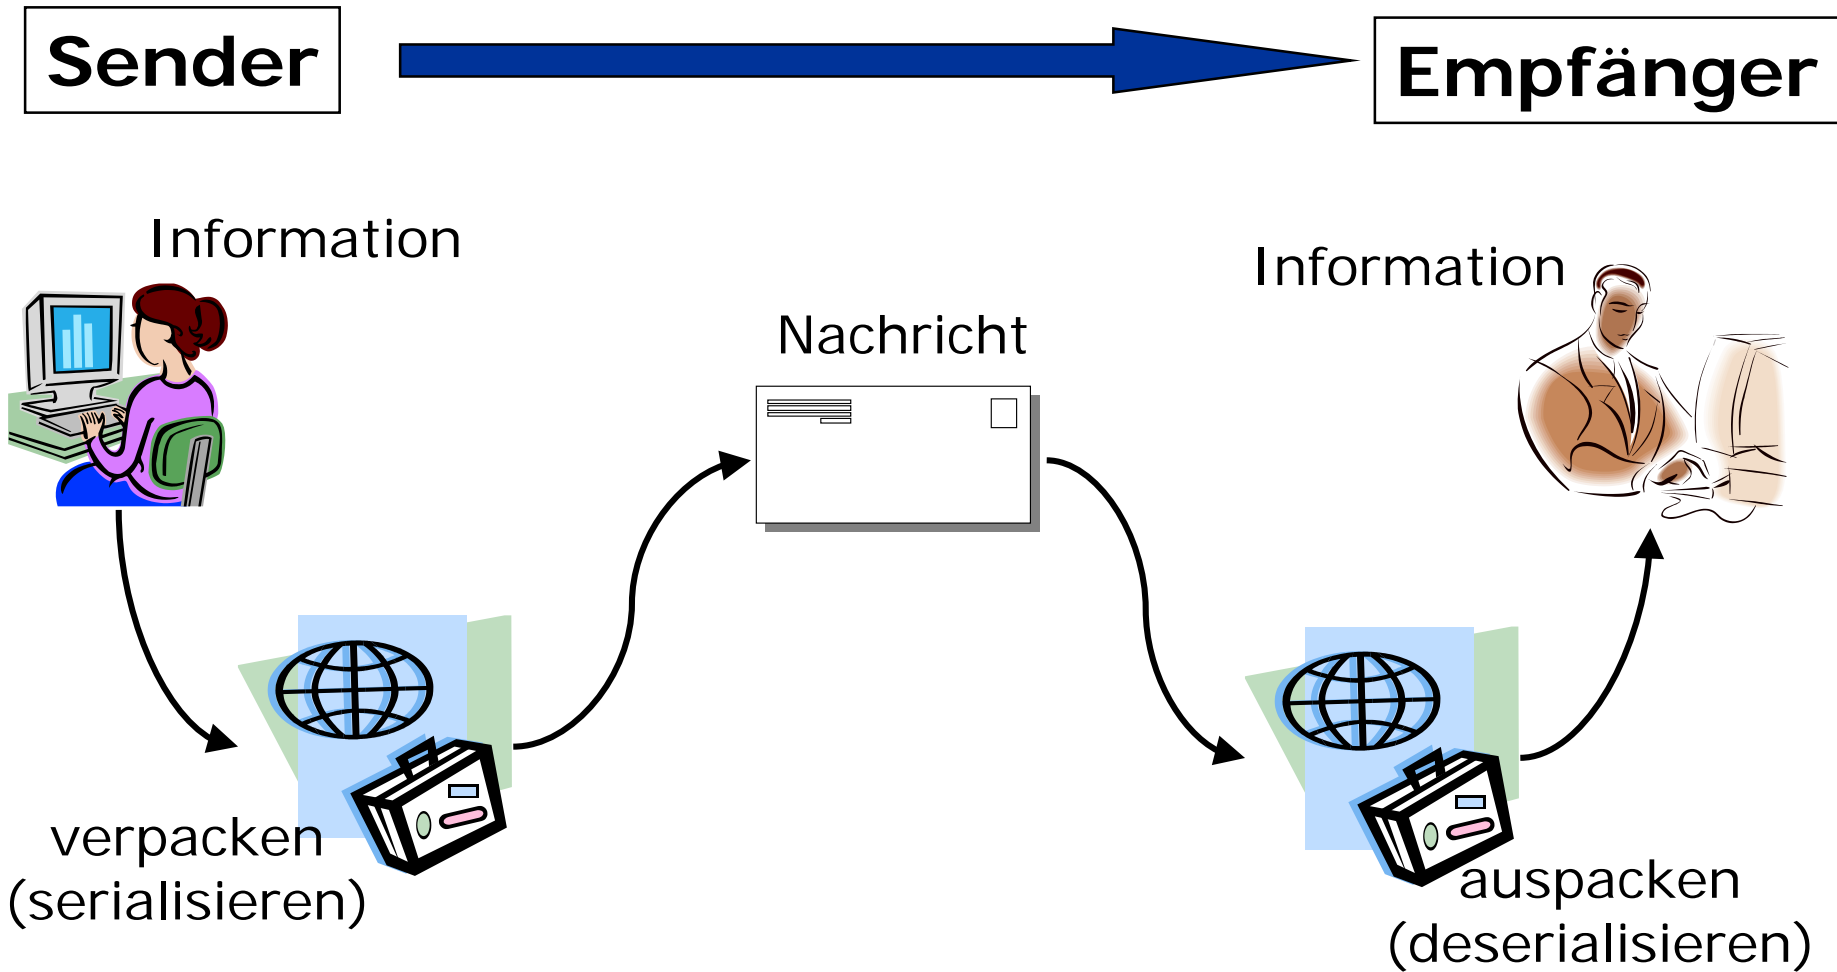 Sender
Empfänger
Information
Information
Nachricht
verpacken
(serialisieren)
auspacken
(deserialisieren)